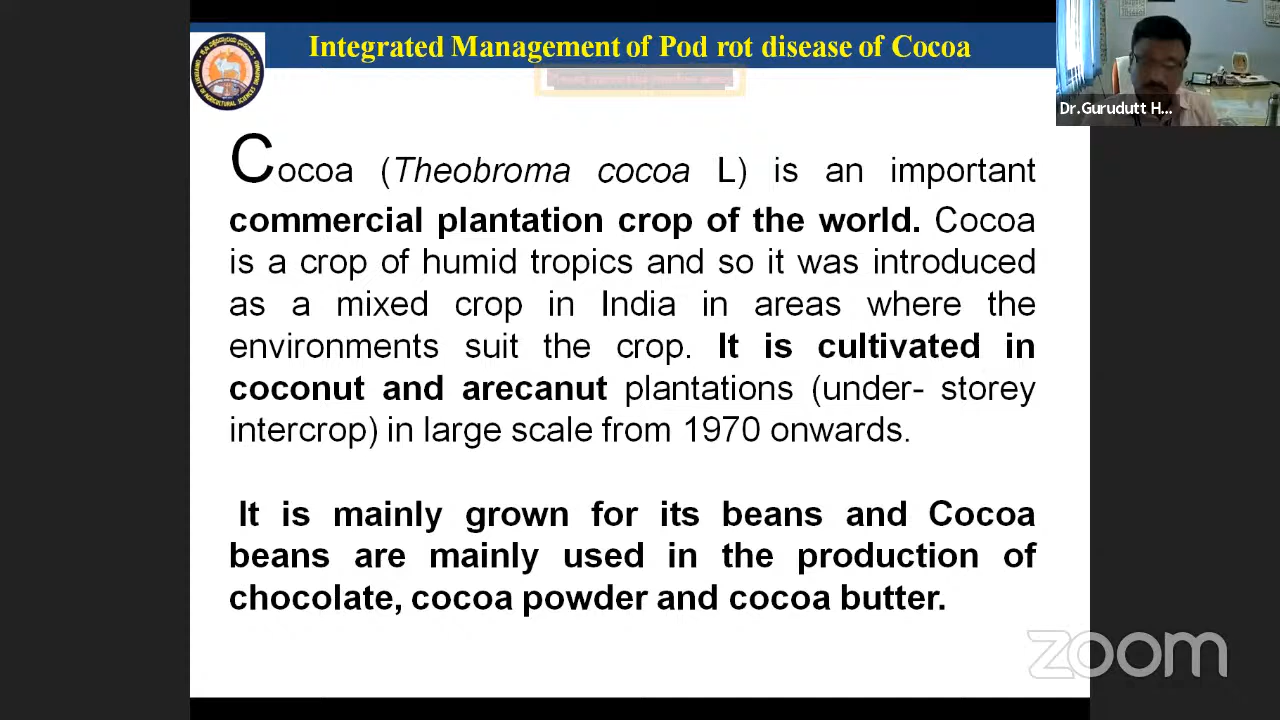 Integrated Management of Pod rot disease of Cocoa
Dr.Gurudutt H...
Cocoa (Theobroma cocoa L) is an important
commercial plantation crop of the world. Cocoa
is a crop of humid tropics and so it was introduced
as a mixed crop in India in areas where the
environments suit the crop. It is cultivated in
coconut and arecanut plantations (under- storey
intercrop) in large scale from 1970 onwards.
It is mainly grown for its beans and Cocoa
beans are mainly used in the production of
chocolate, cocoa powder and cocoa butter.
zoom